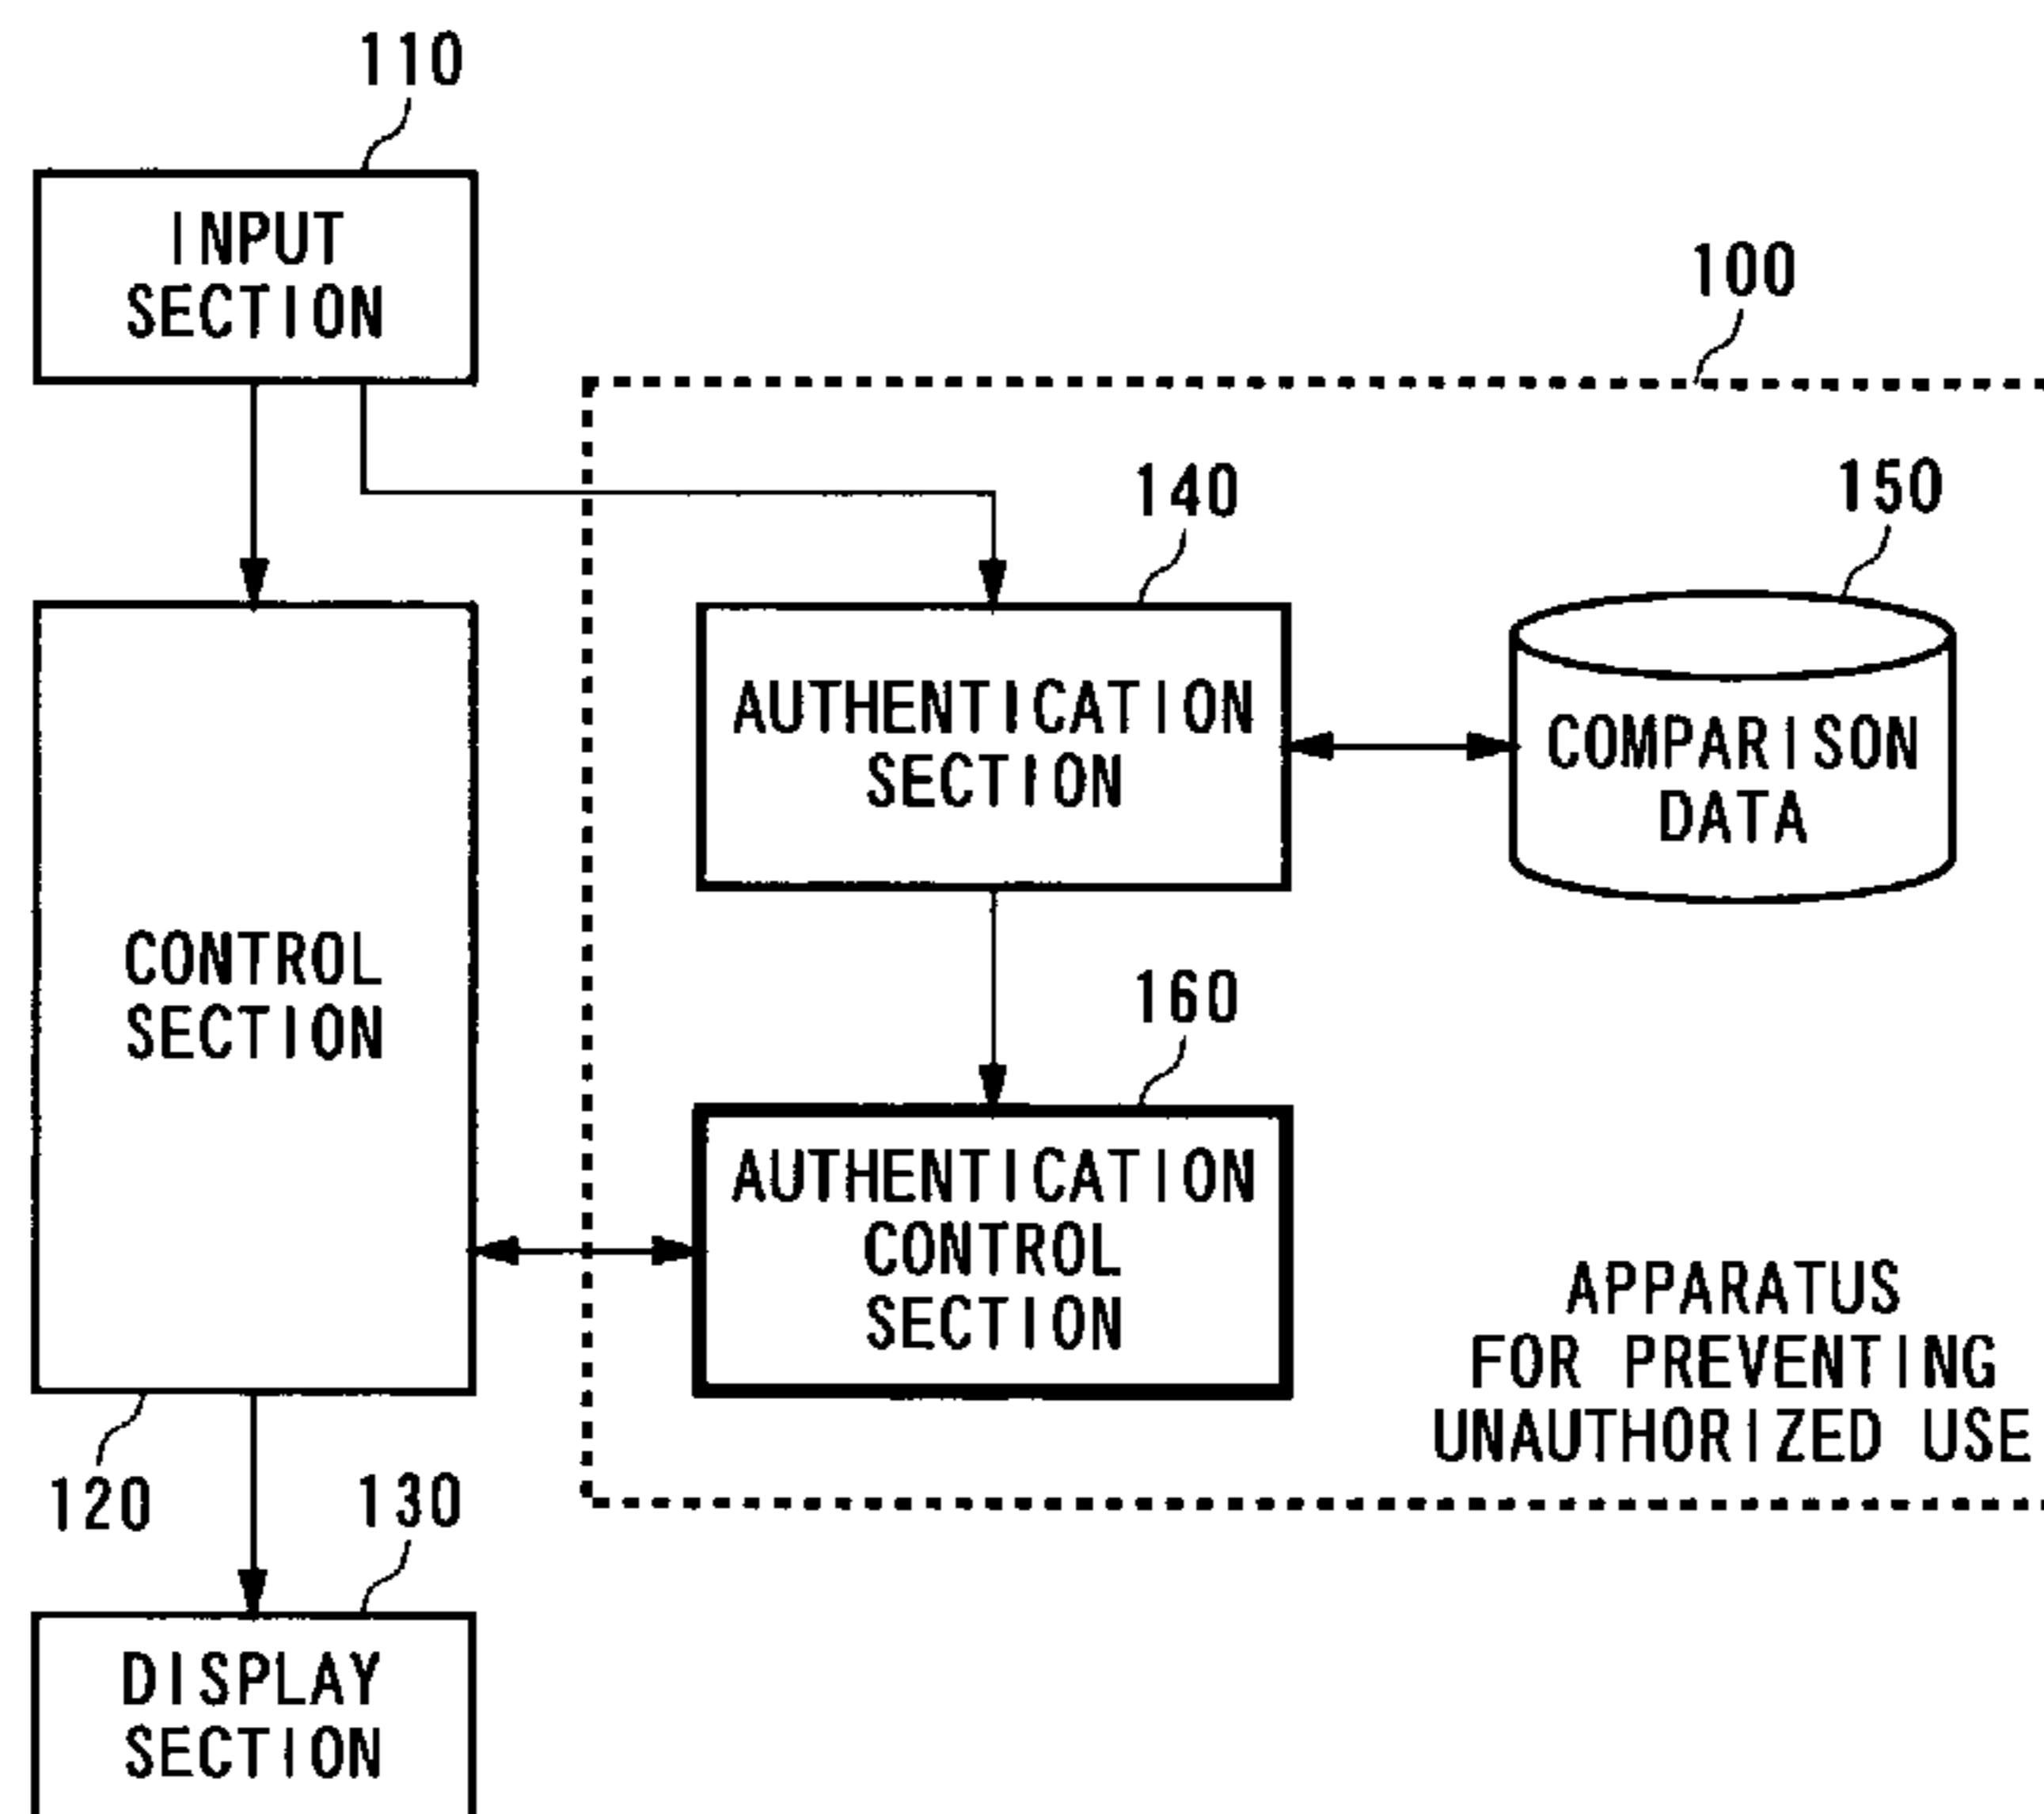 110
INPUT
SECTION
100
140
150
AUTHENTICATION
SECTION
COMPARISON
DATA
CONTROL
SECTION
160
AUTHENTICATION
CONTROL
SECTION
APPARATUS
FOR PREVENTING
UNAUTHORIZED USE
120
130
DISPLAY
SECTION